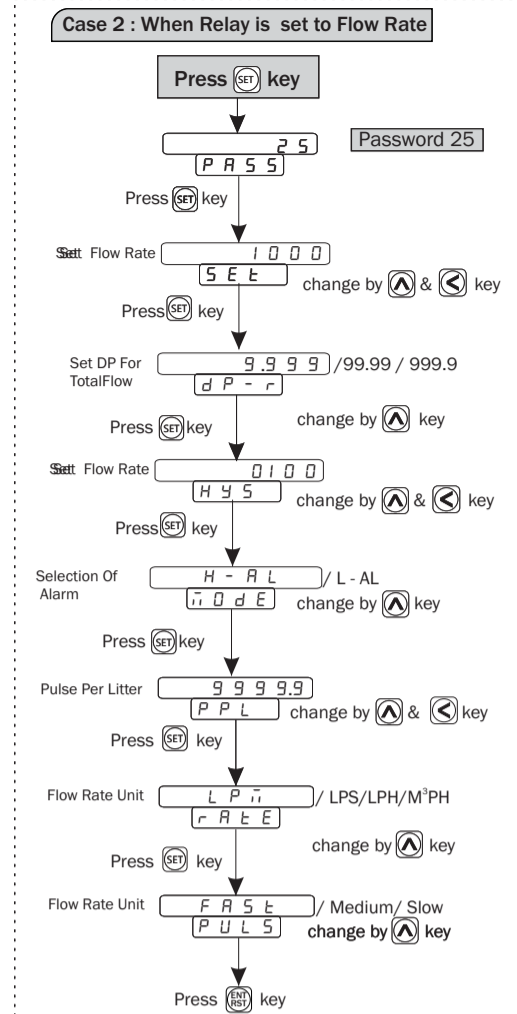 Case 2 : When Relay is set to Flow Rate
Press SET key
25
PASS
Password 25
Press SET key
Sett Flow Rate 1000
SEt
change by & key
Press SET key
Set DP For
TotalFlow
9.999 /99.99 / 999.9
dP-r
change by key
Press SET key
Sett Flow Rate 0100
HYS
change by & key
Press SET key
Selection Of
Alarm
H-AL / L - AL
MOdE
change by key
Press SET key
Pulse Per Litter 9999.9
PPL
change by & key
Press SET key
Flow Rate Unit LPM / LPS/LPH/M³PH
rAtE
change by key
Press SET key
Flow Rate Unit FASt / Medium/ Slow
PULS
change by key
Press ENT RST key